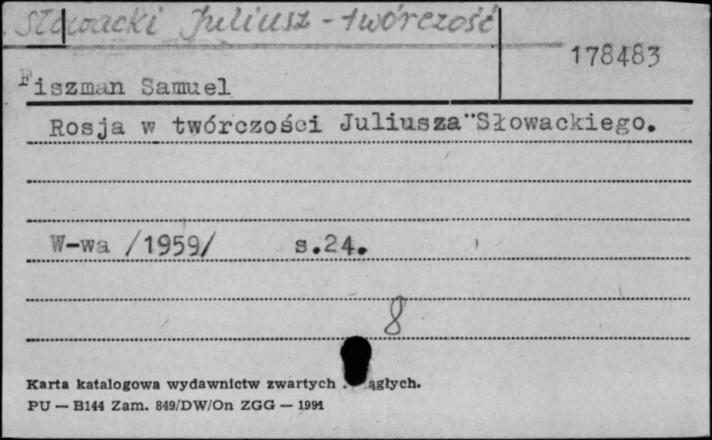 Słowacki Juliusz - twórczość
178483
Fiszman Samuel
Rosja w twórczości Juliusza"Słowackiego.
W-wa /1959/ s.24.
8
Karta katalogowa wydawnictw zwartych
PU — B144 Zam. 849/DW/On ZGG — 1991